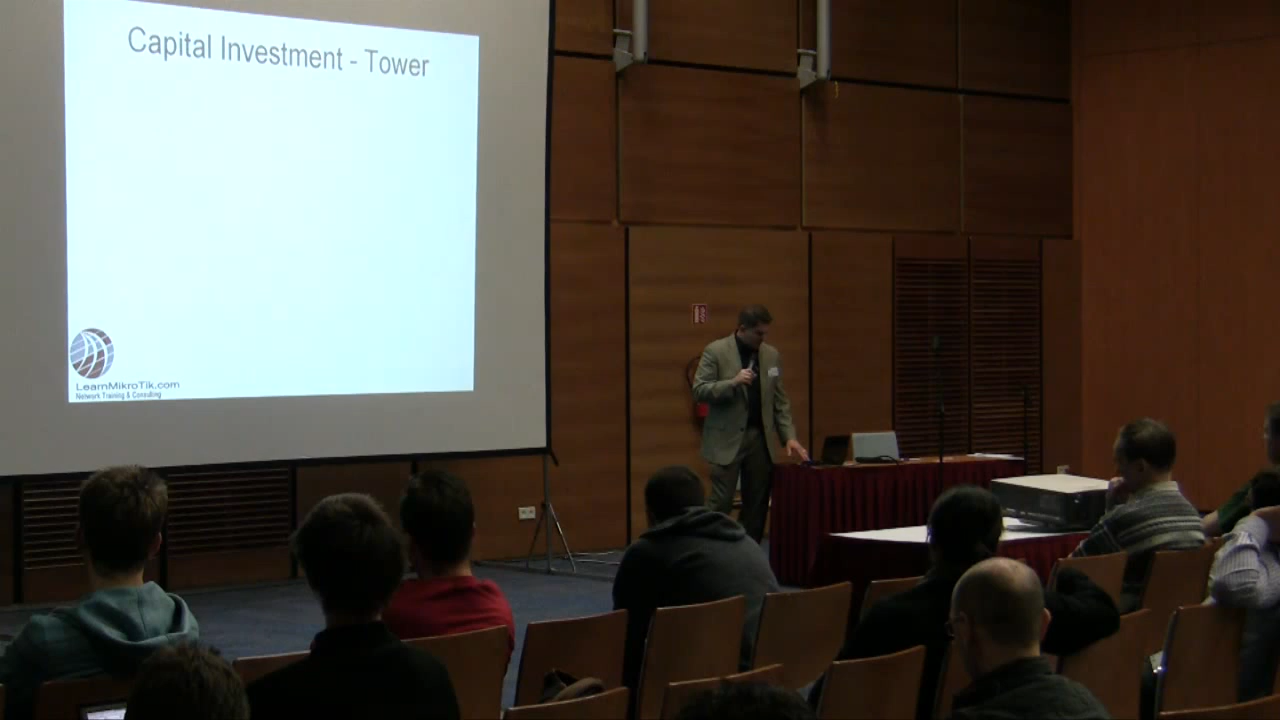 Capital Investment - Tower
LearnMikroTik.com
Network Training & Consulting